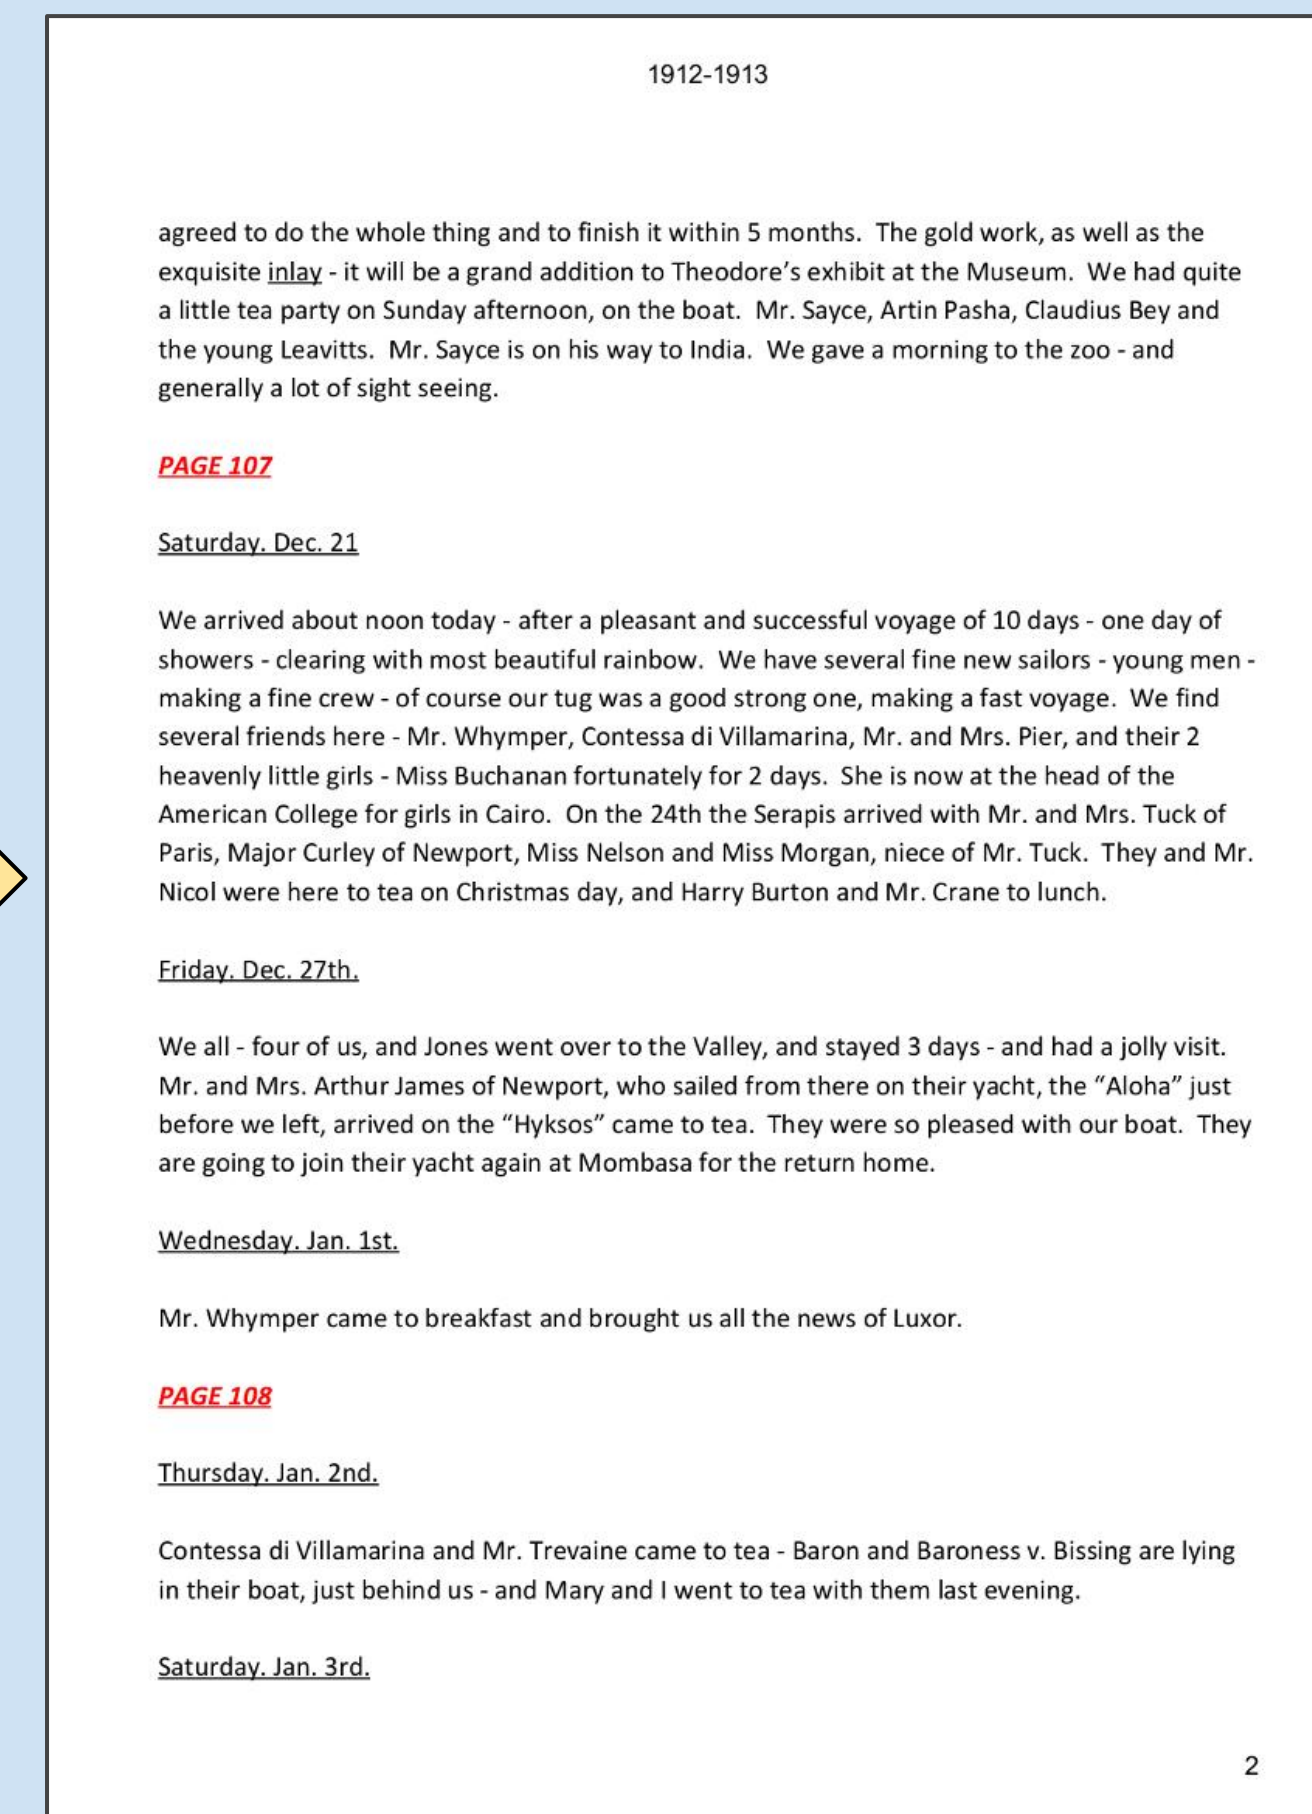 1912-1913
agreed to do the whole thing and to finish it within 5 months.  The gold work, as well as the
exquisite inlay - it will be a grand addition to Theodore’s exhibit at the Museum.  We had quite
a little tea party on Sunday afternoon, on the boat.  Mr. Sayce, Artin Pasha, Claudius Bey and
the young Leavitts.  Mr. Sayce is on his way to India.  We gave a morning to the zoo - and
generally a lot of sight seeing.
PAGE 107
Saturday. Dec. 21
We arrived about noon today - after a pleasant and successful voyage of 10 days - one day of
showers - clearing with most beautiful rainbow.  We have several fine new sailors - young men -
making a fine crew - of course our tug was a good strong one, making a fast voyage.  We find
several friends here - Mr. Whymper, Contessa di Villamarina, Mr. and Mrs. Pier, and their 2
heavenly little girls - Miss Buchanan fortunately for 2 days.  She is now at the head of the
American College for girls in Cairo.  On the 24th the Serapis arrived with Mr. and Mrs. Tuck of
Paris, Major Curley of Newport, Miss Nelson and Miss Morgan, niece of Mr. Tuck.  They and Mr.
Nicol were here to tea on Christmas day, and Harry Burton and Mr. Crane to lunch.
Friday. Dec. 27th.
We all - four of us, and Jones went over to the Valley, and stayed 3 days - and had a jolly visit.
Mr. and Mrs. Arthur James of Newport, who sailed from there on their yacht, the “Aloha” just
before we left, arrived on the “Hyksos” came to tea.  They were so pleased with our boat.  They
are going to join their yacht again at Mombasa for the return home.
Wednesday. Jan. 1st.
Mr. Whymper came to breakfast and brought us all the news of Luxor.
PAGE 108
Thursday. Jan. 2nd.
Contessa di Villamarina and Mr. Trevaine came to tea - Baron and Baroness v. Bissing are lying
in their boat, just behind us - and Mary and I went to tea with them last evening.
Saturday. Jan. 3rd.
2